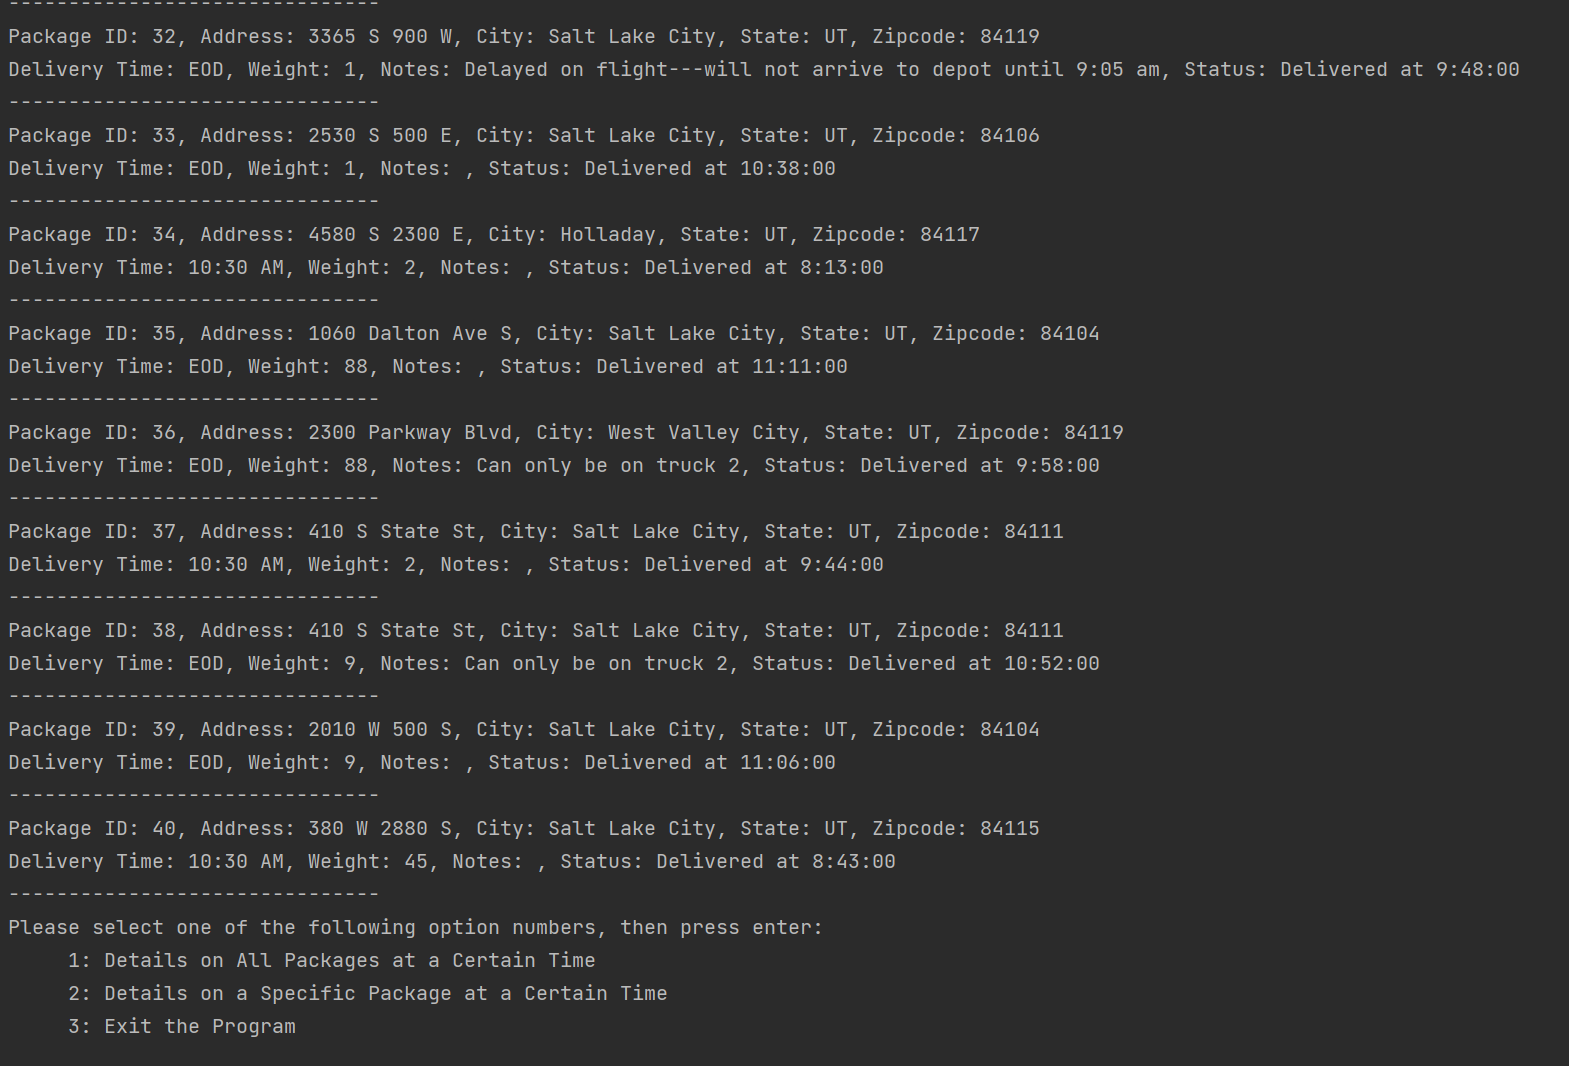 -------------------------------
Package ID: 32, Address: 3365 S 900 W, City: Salt Lake City, State: UT, Zipcode: 84119
Delivery Time: EOD, Weight: 1, Notes: Delayed on flight---will not arrive to depot until 9:05 am, Status: Delivered at 9:48:00
-------------------------------
Package ID: 33, Address: 2530 S 500 E, City: Salt Lake City, State: UT, Zipcode: 84106
Delivery Time: EOD, Weight: 1, Notes: , Status: Delivered at 10:38:00
-------------------------------
Package ID: 34, Address: 4580 S 2300 E, City: Holladay, State: UT, Zipcode: 84117
Delivery Time: 10:30 AM, Weight: 2, Notes: , Status: Delivered at 8:13:00
-------------------------------
Package ID: 35, Address: 1060 Dalton Ave S, City: Salt Lake City, State: UT, Zipcode: 84104
Delivery Time: EOD, Weight: 88, Notes: , Status: Delivered at 11:11:00
-------------------------------
Package ID: 36, Address: 2300 Parkway Blvd, City: West Valley City, State: UT, Zipcode: 84119
Delivery Time: EOD, Weight: 88, Notes: Can only be on truck 2, Status: Delivered at 9:58:00
-------------------------------
Package ID: 37, Address: 410 S State St, City: Salt Lake City, State: UT, Zipcode: 84111
Delivery Time: 10:30 AM, Weight: 2, Notes: , Status: Delivered at 9:44:00
-------------------------------
Package ID: 38, Address: 410 S State St, City: Salt Lake City, State: UT, Zipcode: 84111
Delivery Time: EOD, Weight: 9, Notes: Can only be on truck 2, Status: Delivered at 10:52:00
-------------------------------
Package ID: 39, Address: 2010 W 500 S, City: Salt Lake City, State: UT, Zipcode: 84104
Delivery Time: EOD, Weight: 9, Notes: , Status: Delivered at 11:06:00
-------------------------------
Package ID: 40, Address: 380 W 2880 S, City: Salt Lake City, State: UT, Zipcode: 84115
Delivery Time: 10:30 AM, Weight: 45, Notes: , Status: Delivered at 8:43:00
-------------------------------
Please select one of the following option numbers, then press enter:
     1: Details on All Packages at a Certain Time
     2: Details on a Specific Package at a Certain Time
     3: Exit the Program